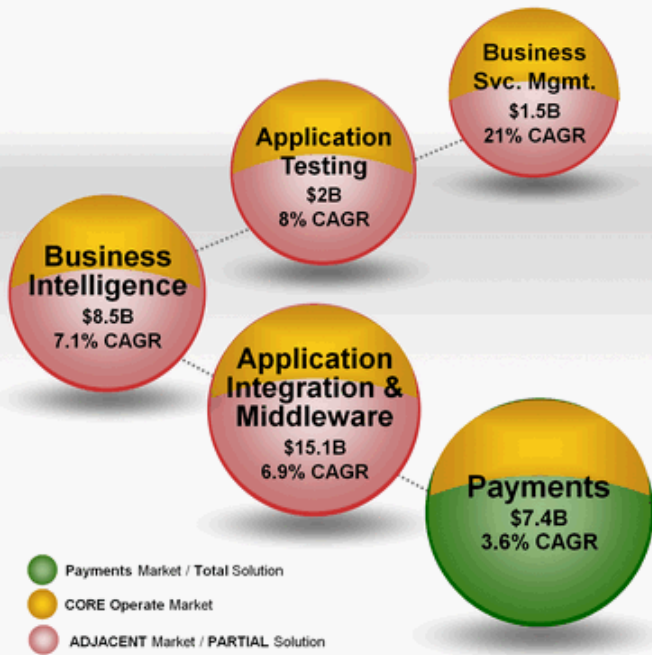 Business
Svc. Mgmt.
$1.5B
21% CAGR
Application
Testing
$2B
8% CAGR
Business
Intelligence
$8.5B
7.1% CAGR
Application
Integration &
Middleware
$15.1B
6.9% CAGR
Payments
$7.4B
3.6% CAGR
Payments Market / Total Solution
CORE Operate Market
ADJACENT Market / PARTIAL Solution